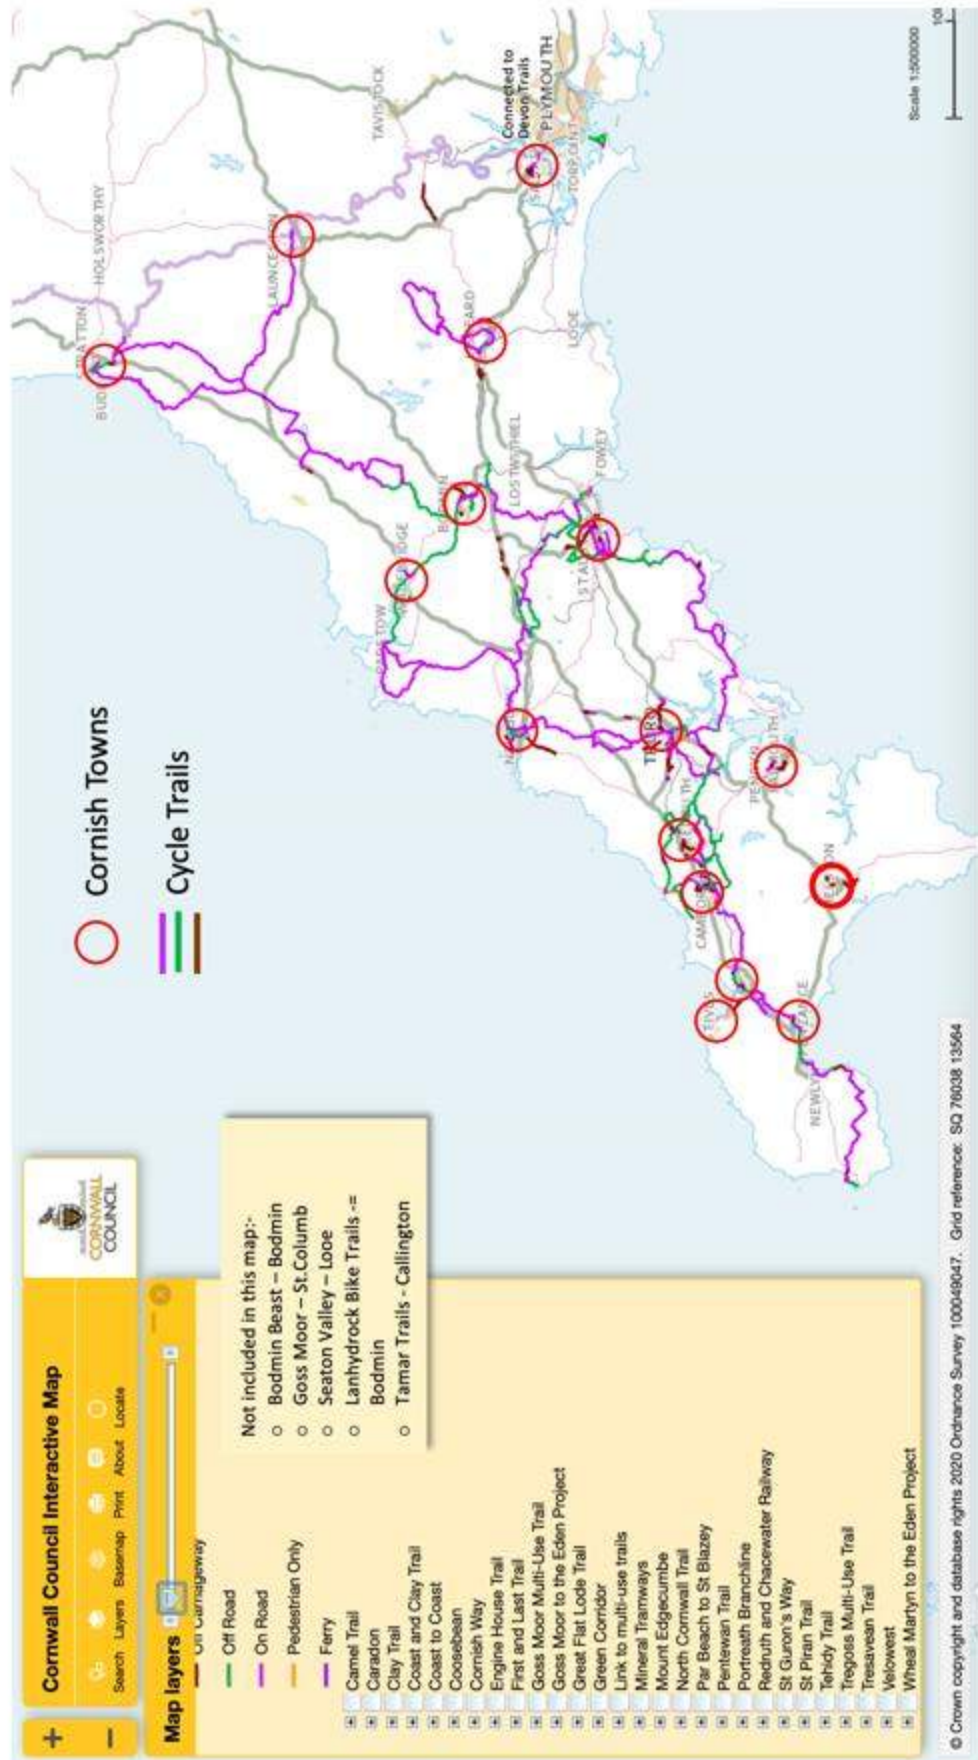 Cornwall Council Interactive Map
Search Layers Basemap Print About Locate
CORNWALL
COUNCIL
Map layers
Off Road
On Road
Pedestrian Only
Ferry
Camel Trail
Caradon
Clay Trail
Coast and Clay Trail
Coast to Coast
Coosebean
Cornish Way
Engine House Trail
First and Last Trail
Goss Moor Multi-Use Trail
Goss Moor to the Eden Project
Great Flat Lode Trail
Green Corridor
Link to multi-use trails
Mineral Tramways
Mount Edgecumbe
North Cornwall Trail
Par Beach to St Blazey
Pentewan Trail
Portreath Branchline
Redruth and Chacewater Railway
St Guron's Way
St Piran Trail
Tehidy Trail
Tregoss Multi-Use Trail
Tresavean Trail
Velowest
Wheal Martyn to the Eden Project
Not included in this map:-
Bodmin Beast – Bodmin
Goss Moor – St.Columb
Seaton Valley – Looe
Lanhydrock Bike Trails -=
Bodmin
Tamar Trails - Callington
Cornish Towns
Cycle Trails
HOLSWORTHY
TAVISTOCK
Connected to
Devon Trails
PLYMOUTH
TORPOINT
LOOE
LOSTWITHIEL
FOWEY
Scale 1:500000
© Crown copyright and database rights 2020 Ordnance Survey 100049047. Grid reference: SQ 76038 13564